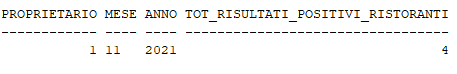 PROPRIETARIO MESE ANNO TOT_RISULTATI_POSITIVI_RISTORANTI
------------ ---- ---- ---------------------------------
           1 11   2021                                 4